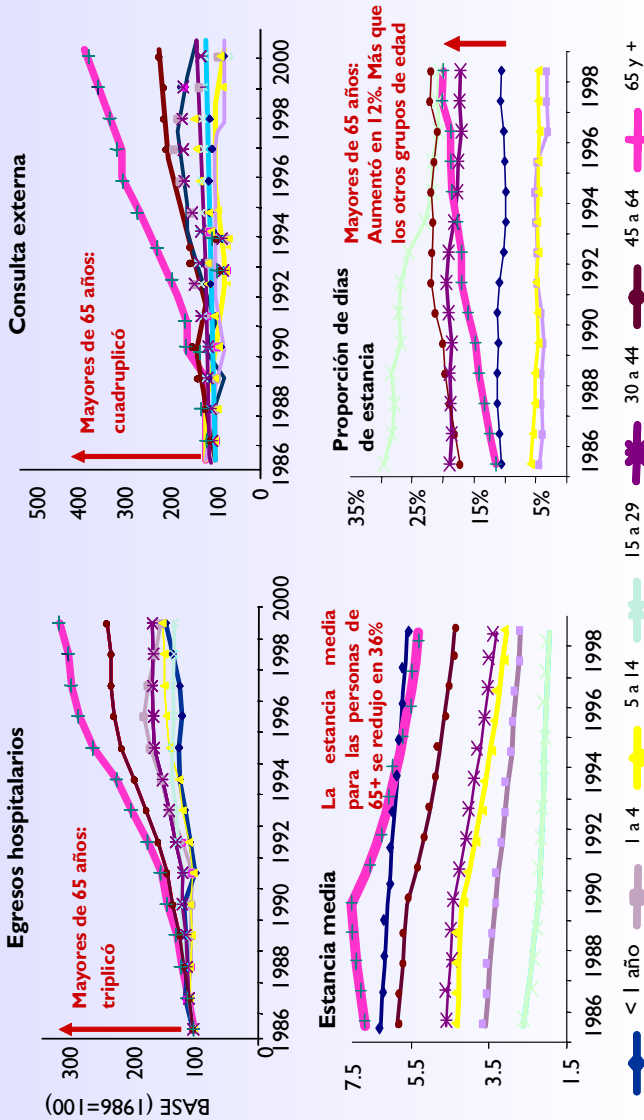 Egresos hospitalarios
Mayores de 65 años:
triplicó
BASE (1986=100)
300
200
100
0
1986
1988
1990
1992
1994
1996
1998
2000
Consulta externa
Mayores de 65 años:
cuadruplicó
500
400
300
200
100
0
1986
1988
1990
1992
1994
1996
1998
2000
Estancia media
La estancia media
para las personas de
65+ se redujo en 36%
7.5
5.5
3.5
1.5
1986
1988
1990
1992
1994
1996
1998
Proporción de días
de estancia
Mayores de 65 años:
Aumentó en 12%. Más que
los otros grupos de edad
35%
25%
15%
5%
1986
1988
1990
1992
1994
1996
1998
< 1 año
1 a 4
5 a 14
15 a 29
30 a 44
45 a 64
65 y +